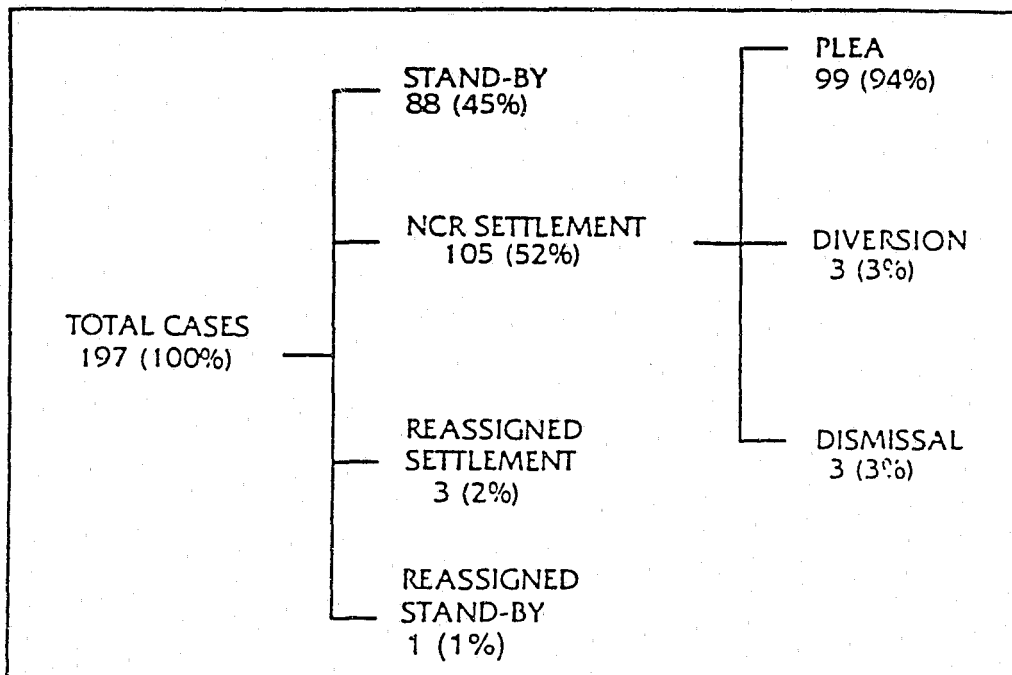 TOTAL CASES
197 (100%)
STAND-BY
88 (45%)
NCR SETTLEMENT
105 (52%)
REASSIGNED
SETTLEMENT
3 (2%)
REASSIGNED
STAND-BY
1 (1%)
PLEA
99 (94%)
DIVERSION
3 (3%)
DISMISSAL
3 (3%)